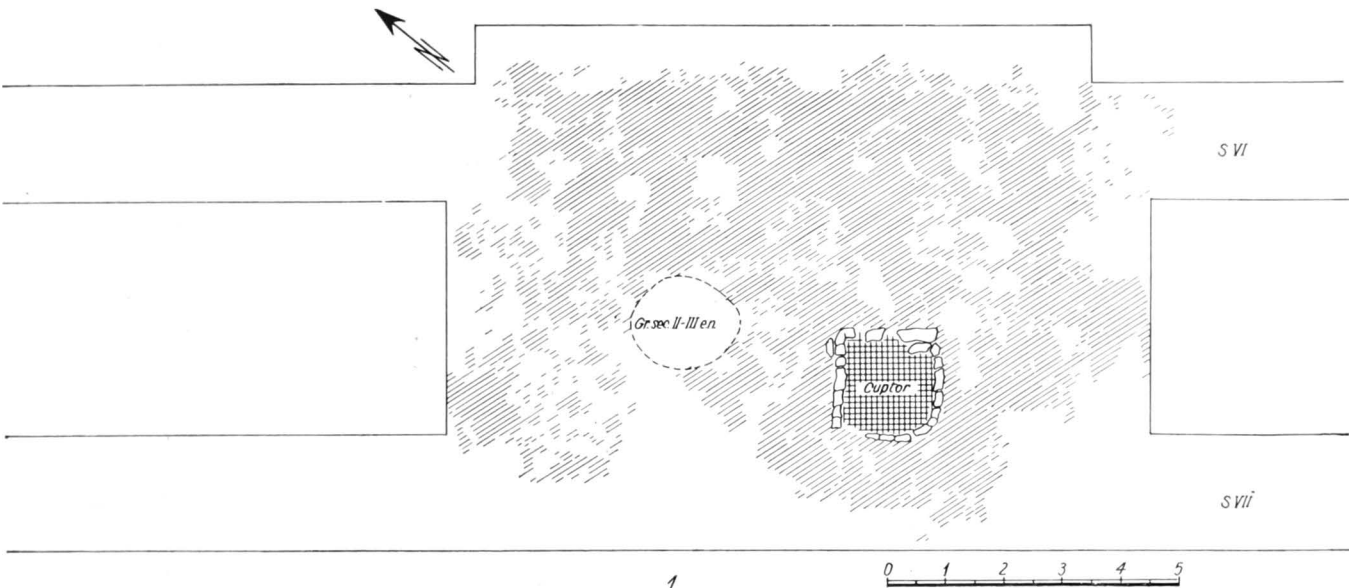 S VI
Gr. sec. II-III e.n.
Cuptor
S VII
0 1 2 3 4 5
1